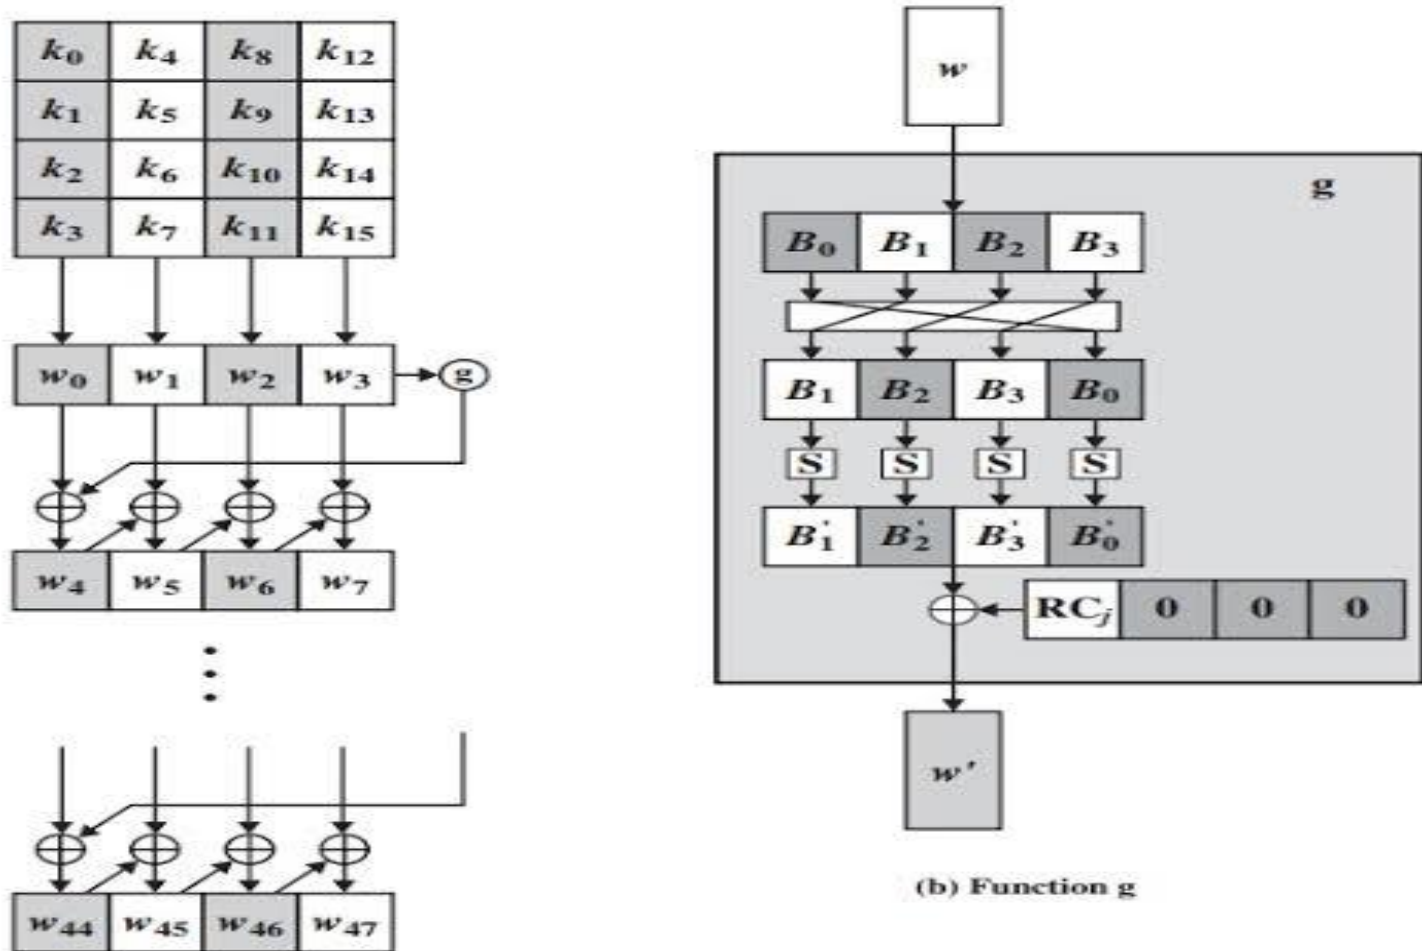 k0 k4 k8 k12
k1 k5 k9 k13
k2 k6 k10 k14
k3 k7 k11 k15
w0 w1 w2 w3 g
w4 w5 w6 w7
w44 w45 w46 w47
w
g
B0 B1 B2 B3
B1 B2 B3 B0
S S S S
B'1 B'2 B'3 B'0
RCj 0 0 0
w'
(b) Function g